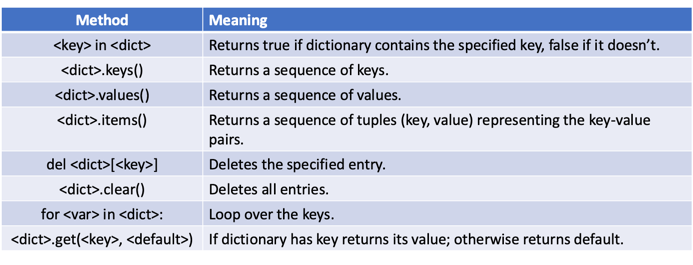 Method Meaning
<key> in <dict> Returns true if dictionary contains the specified key, false if it doesn’t.
<dict>.keys() Returns a sequence of keys.
<dict>.values() Returns a sequence of values.
<dict>.items() Returns a sequence of tuples (key, value) representing the key-value
pairs.
del <dict>[<key>] Deletes the specified entry.
<dict>.clear() Deletes all entries.
for <var> in <dict>: Loop over the keys.
<dict>.get(<key>, <default>) If dictionary has key returns its value; otherwise returns default.